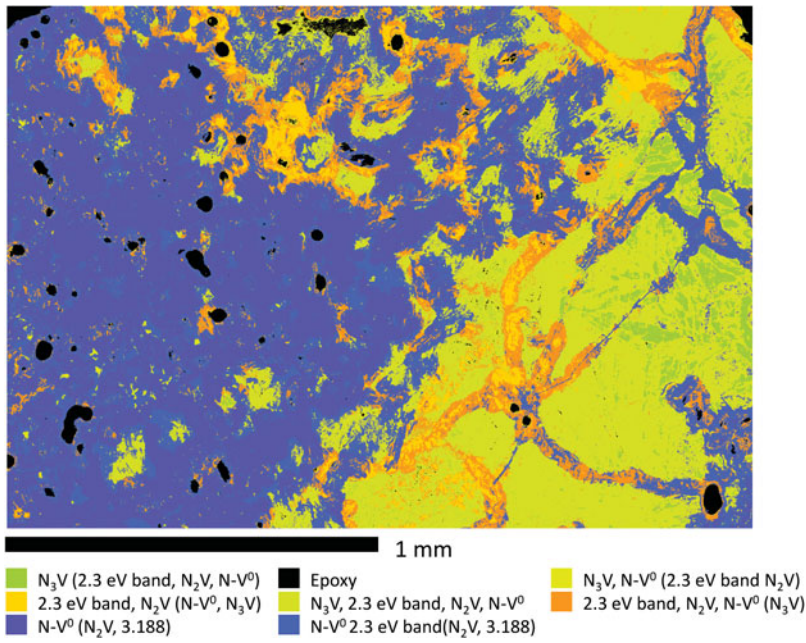 1 mm
N₃V (2.3 eV band, N₂V, N-V⁰)
Epoxy
N₃V, N-V⁰ (2.3 eV band N₂V)
2.3 eV band, N₂V (N-V⁰, N₃V)
N₃V, 2.3 eV band, N₂V, N-V⁰
2.3 eV band, N₂V, N-V⁰ (N₃V)
N-V⁰ (N₂V, 3.188)
N-V⁰ 2.3 eV band(N₂V, 3.188)